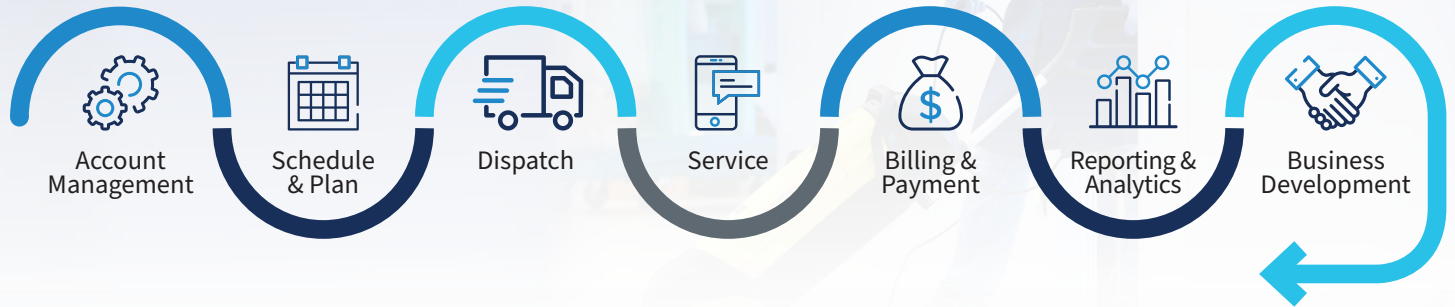 Account
Management
Schedule
& Plan
Dispatch
Service
$
Billing &
Payment
Reporting &
Analytics
Business
Development